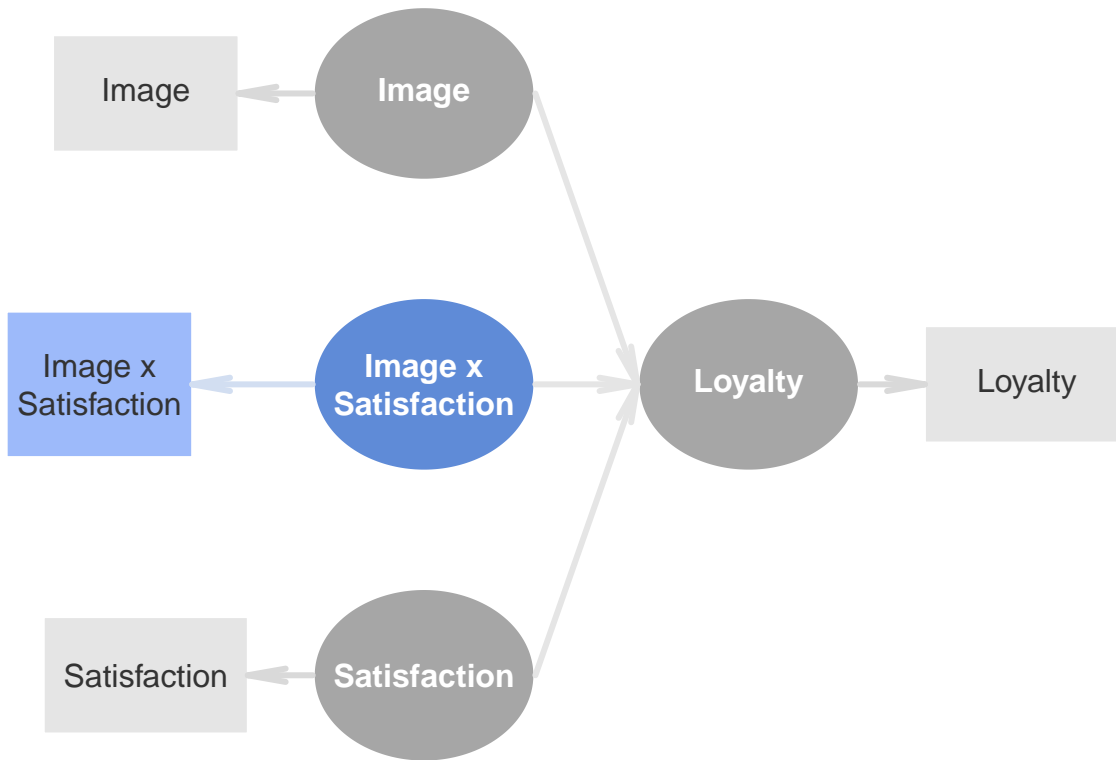 Image
Image
Image x
Satisfaction
Image x
Satisfaction
Loyalty
Loyalty
Satisfaction
Satisfaction